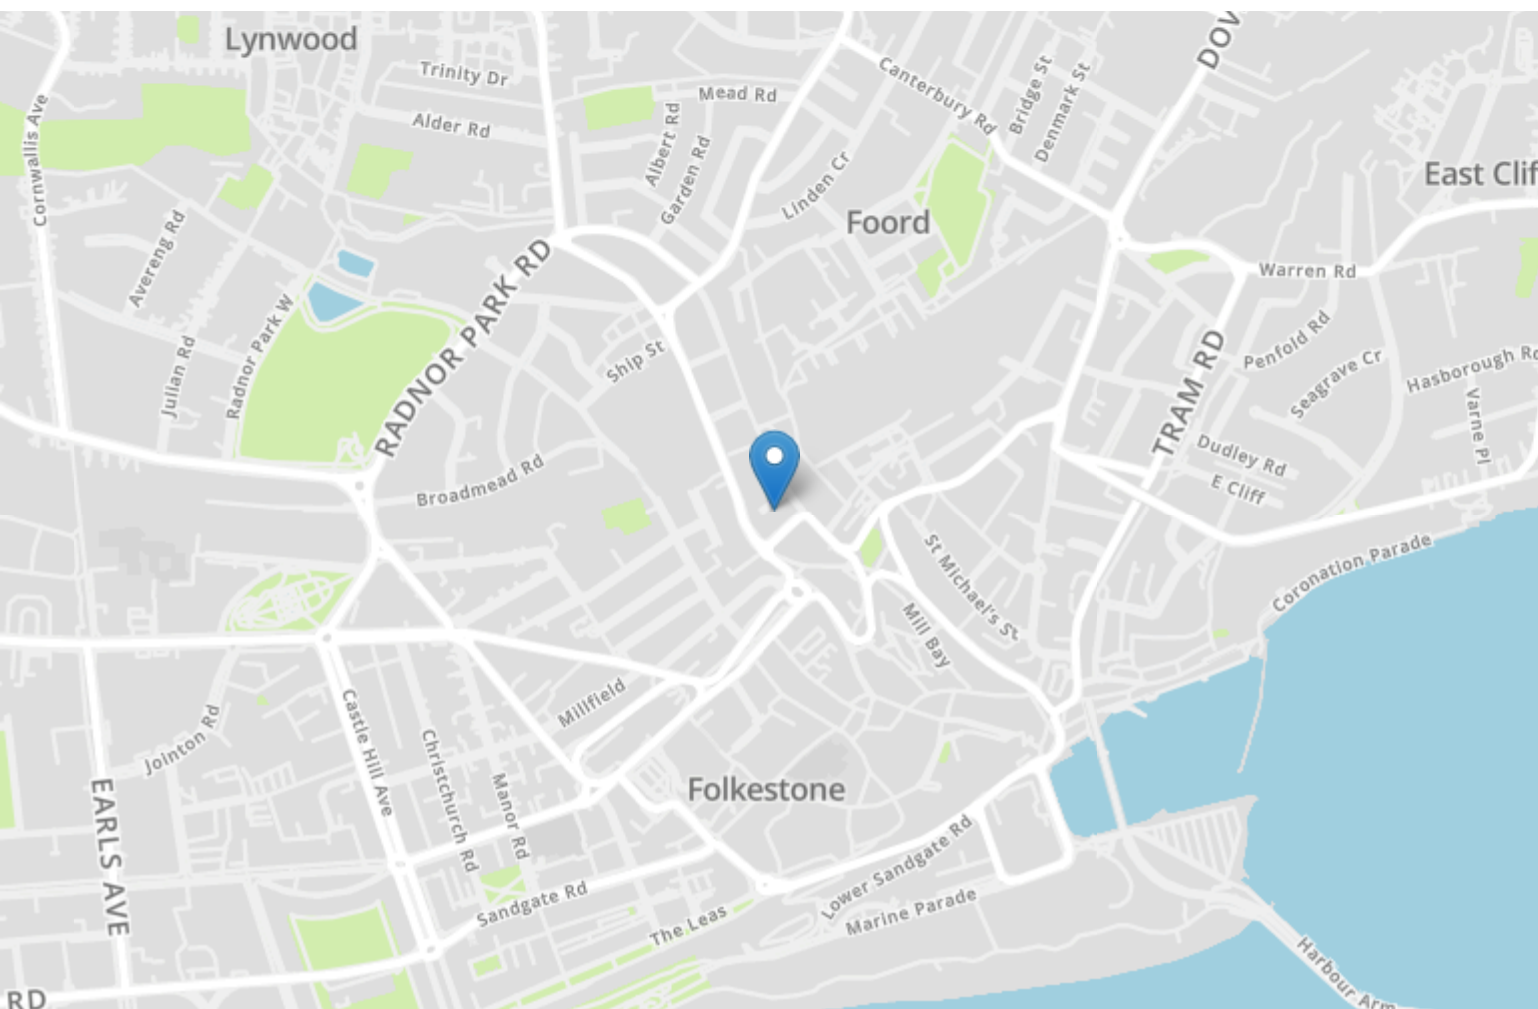 Lynwood
Trinity Dr
Alder Rd
Mead Rd
Albert Rd
Garden Rd
Linden Cr
Canterbury Rd
Bridge St
Denmark St
DOV
Cornwallis Ave
Foord
East Clif
Avereng Rd
Radnor Park W
RADNOR PARK RD
Warren Rd
Julian Rd
Ship St
TRAM RD
Penfold Rd
Seagrave Cr
Hasborough Rd
Varne Pl
Dudley Rd
E Cliff
Broadmead Rd
St Michael's St
Coronation Parade
Mill Bay
Millfield
Jointon Rd
Castle Hill Ave
Christchurch Rd
Manor Rd
EARLS AVE
Folkestone
Lower Sandgate Rd
Sandgate Rd
The Leas
Marine Parade
Harbour Arm
RD